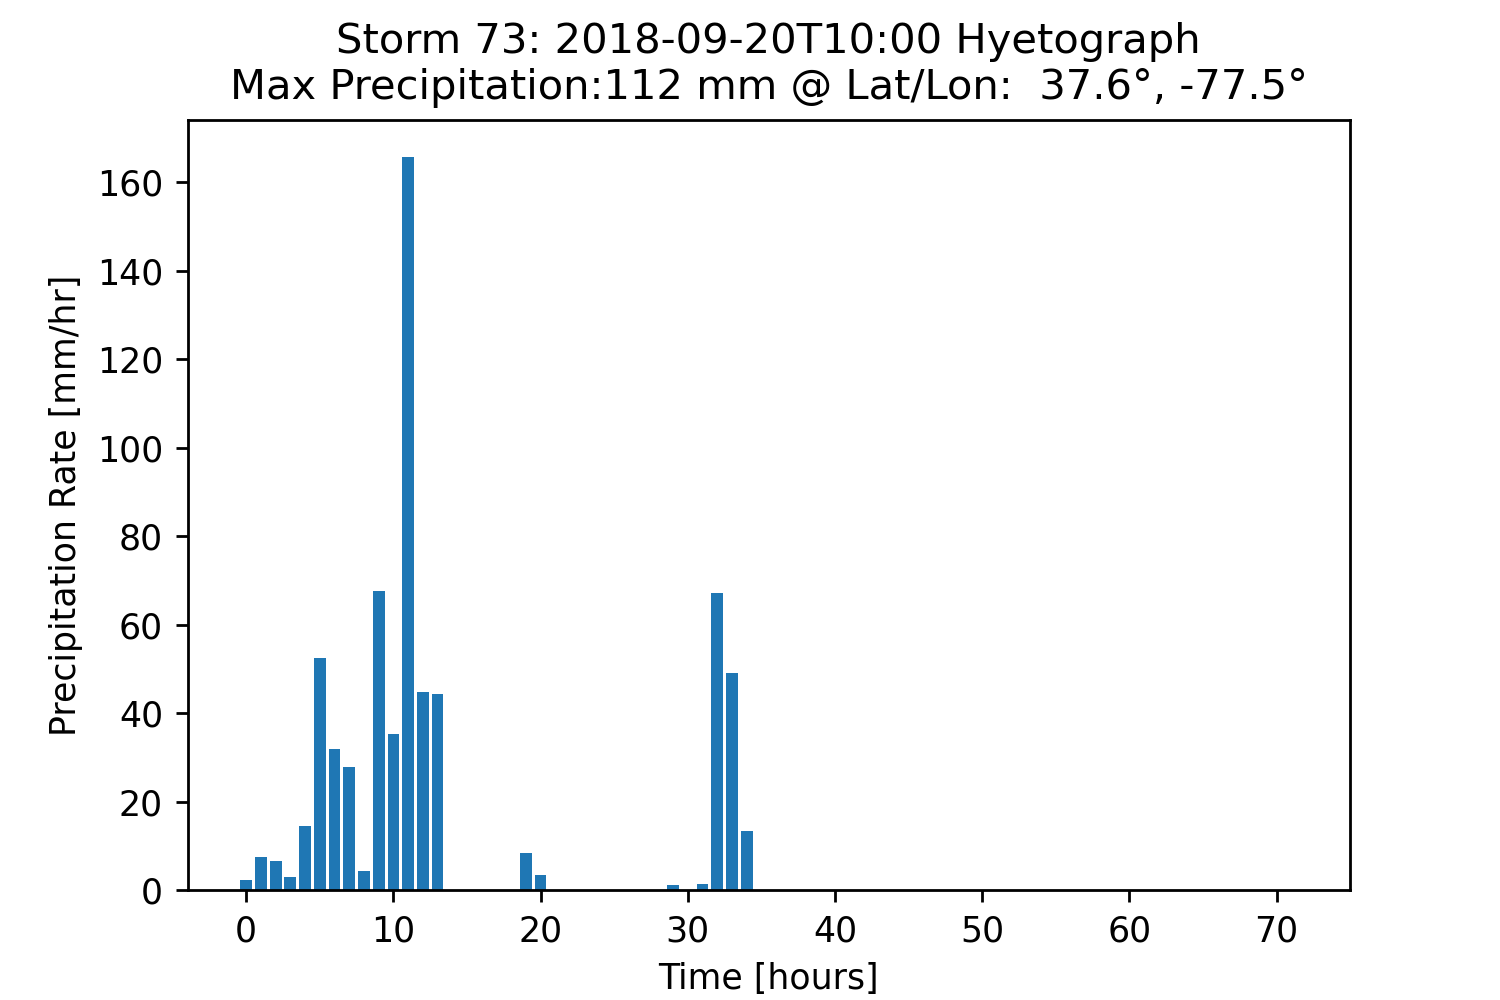 Storm 73: 2018-09-20T10:00 Hyetograph
Max Precipitation:112 mm @ Lat/Lon:  37.6°, -77.5°
Precipitation Rate [mm/hr]
160
140
120
100
80
60
40
20
0
0 10 20 30 40 50 60 70
Time [hours]